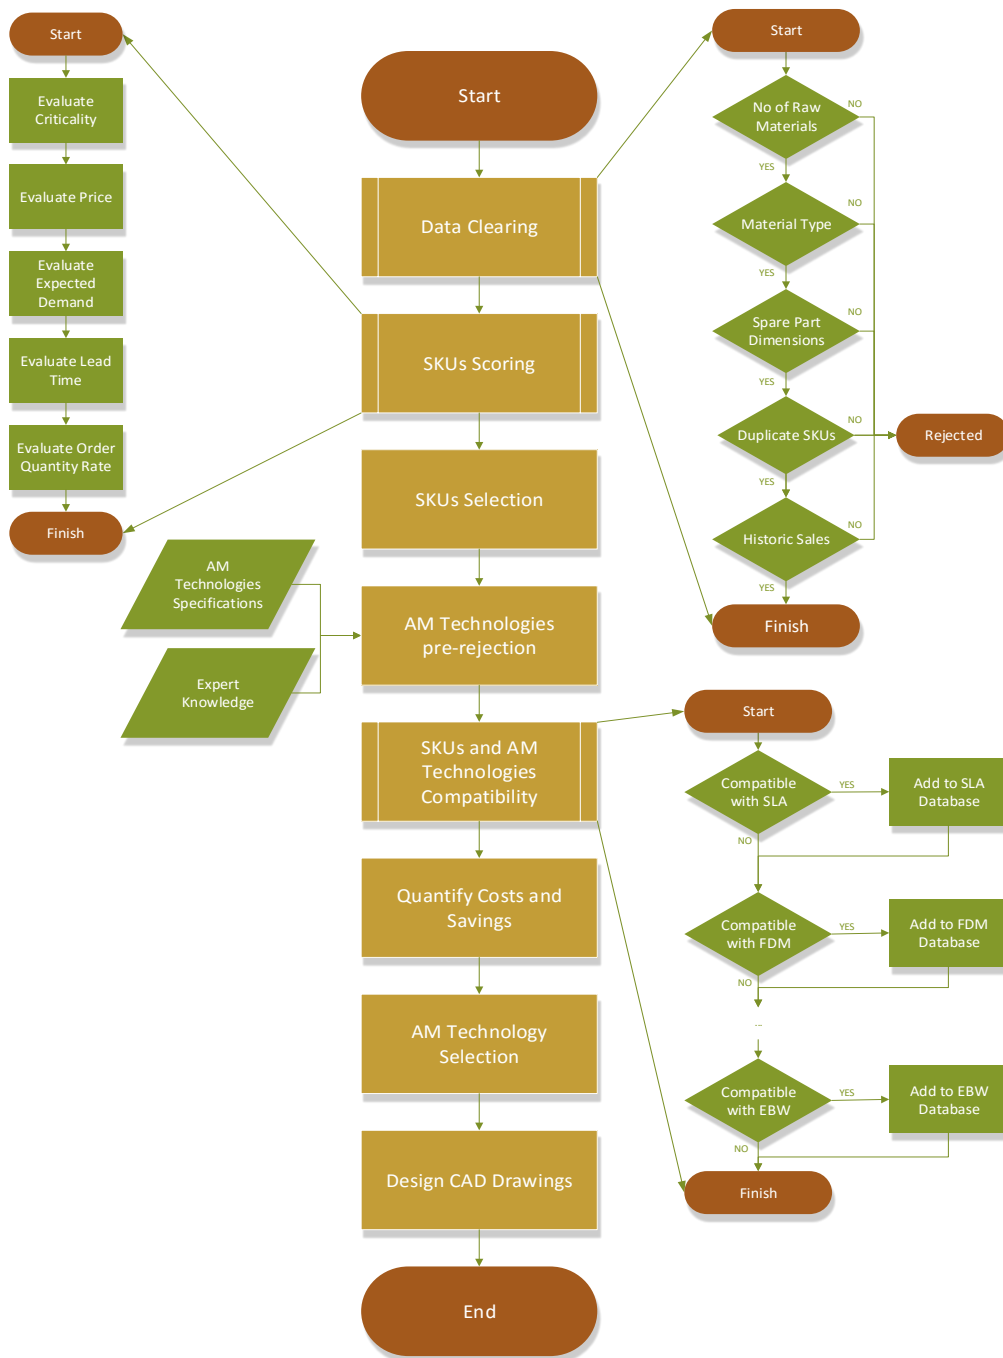 Start
Evaluate
Criticality
Evaluate Price
Evaluate
Expected
Demand
Evaluate Lead
Time
Evaluate Order
Quantity Rate
Finish
Start
Data Clearing
SKUs Scoring
SKUs Selection
AM
Technologies
Specifications
Expert
Knowledge
AM Technologies
pre-rejection
SKUs and AM
Technologies
Compatibility
Quantify Costs and
Savings
AM Technology
Selection
Design CAD Drawings
End
Start
No of Raw
Materials
NO
YES
Material Type
NO
YES
Spare Part
Dimensions
NO
YES
Duplicate SKUs
NO
Rejected
YES
Historic Sales
NO
YES
Finish
Start
Compatible
with SLA
YES
Add to SLA
Database
NO
Compatible
with FDM
YES
Add to FDM
Database
NO
...
Compatible
with EBW
YES
Add to EBW
Database
NO
Finish